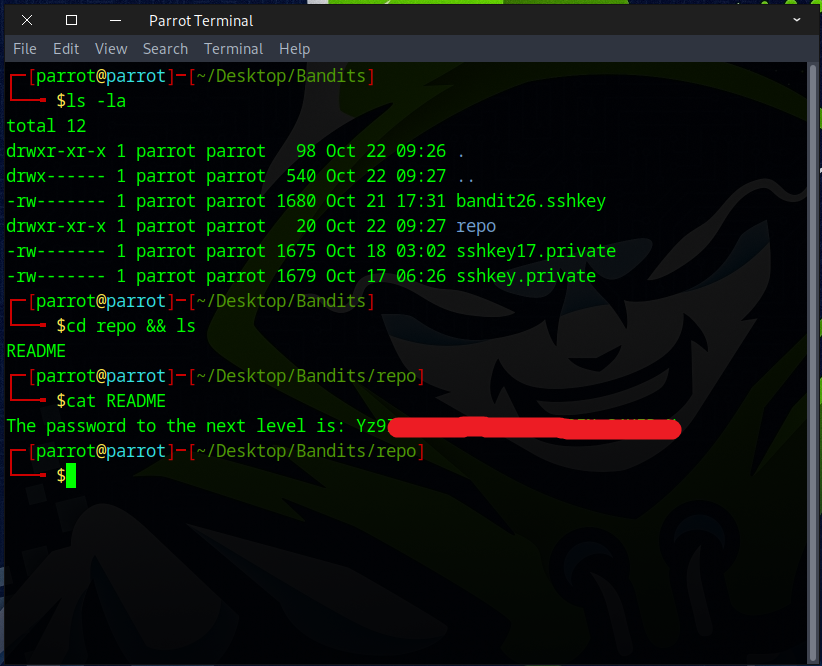 Parrot Terminal
File Edit View Search Terminal Help
[parrot@parrot]─[~/Desktop/Bandits]
$ls -la
total 12
drwxr-xr-x 1 parrot parrot   98 Oct 22 09:26 .
drwx------ 1 parrot parrot  540 Oct 22 09:27 ..
-rw------- 1 parrot parrot 1680 Oct 21 17:31 bandit26.sshkey
drwxr-xr-x 1 parrot parrot   20 Oct 22 09:27 repo
-rw------- 1 parrot parrot 1675 Oct 18 03:02 sshkey17.private
-rw------- 1 parrot parrot 1679 Oct 17 06:26 sshkey.private
[parrot@parrot]─[~/Desktop/Bandits]
$cd repo && ls
README
[parrot@parrot]─[~/Desktop/Bandits/repo]
$cat README
The password to the next level is: Yz9
[parrot@parrot]─[~/Desktop/Bandits/repo]
$